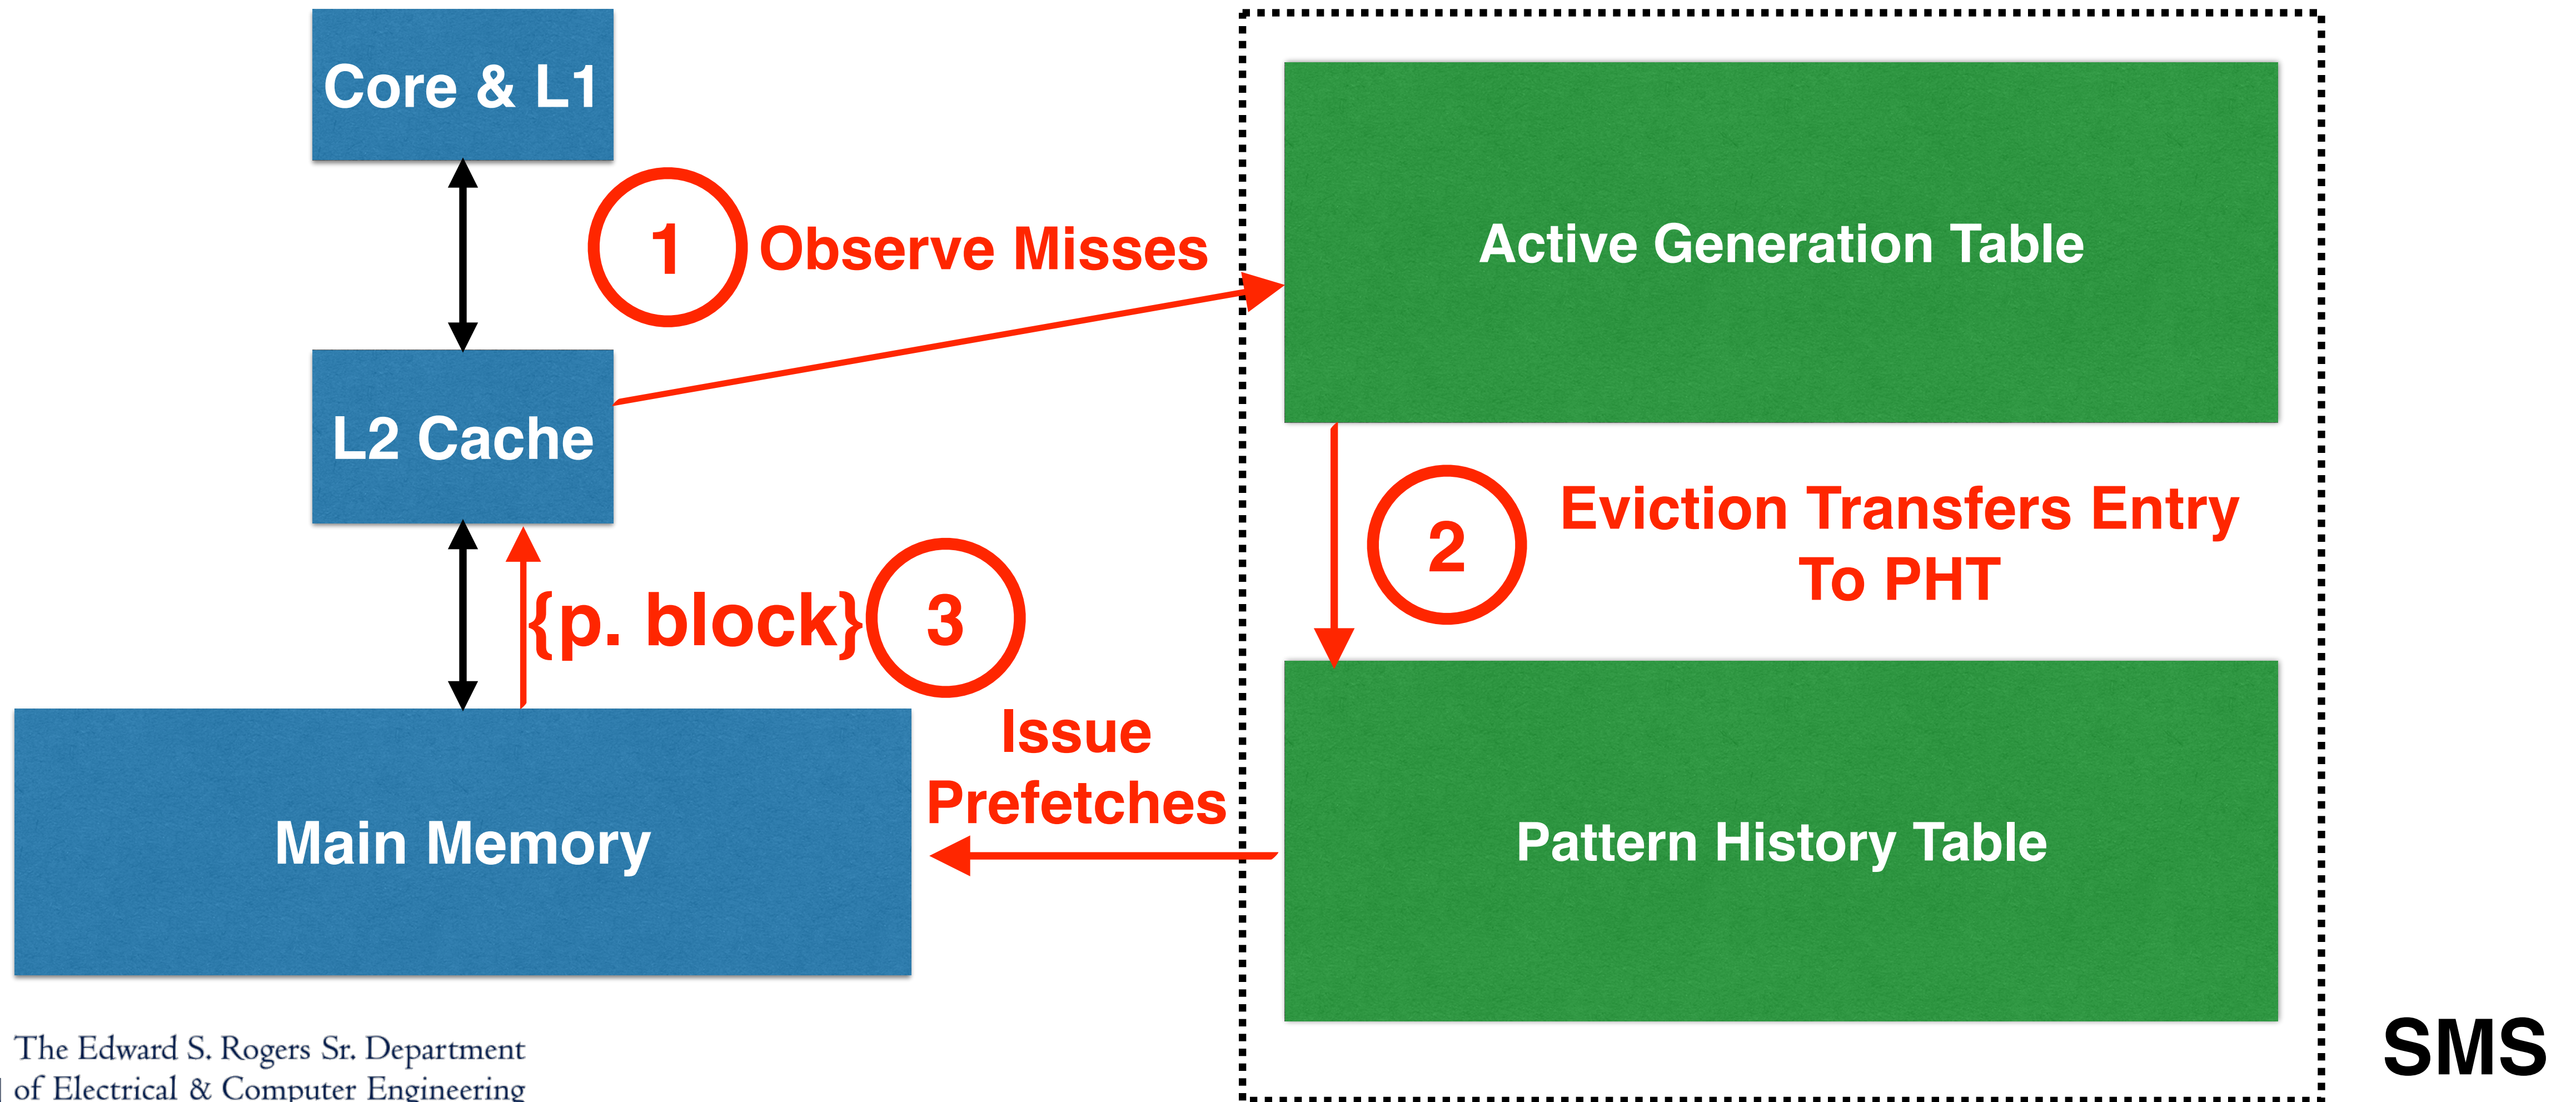 Core & L1
1
Observe Misses
Active Generation Table
L2 Cache
2
Eviction Transfers Entry
To PHT
{p. block}
3
Issue
Prefetches
Main Memory
Pattern History Table
The Edward S. Rogers Sr. Department
of Electrical & Computer Engineering
SMS